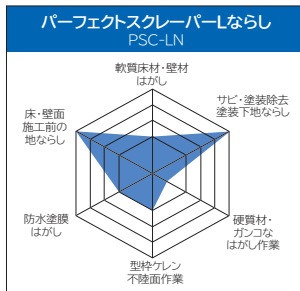 パーフェクトスクレーパーLならし
PSC-LN
軟質床材・壁材
はがし
サビ・塗装除去
塗装下地ならし
床・壁面
施工前の
地ならし
防水塗膜
はがし
硬質材・
ガンコな
はがし作業
型枠ケレン
不陸面作業